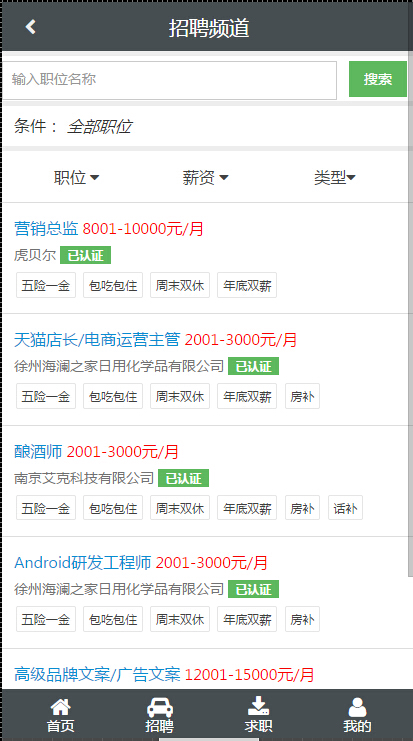 招聘频道
输入职位名称 搜索
条件： 全部职位
职位 薪资 类型
营销总监 8001-10000元/月
虎贝尔 已认证
五险一金 包吃包住 周末双休 年底双薪
天猫店长/电商运营主管 2001-3000元/月
徐州海澜之家日用化学品有限公司 已认证
五险一金 包吃包住 周末双休 年底双薪 房补
酿酒师 2001-3000元/月
南京艾克科技有限公司 已认证
五险一金 包吃包住 周末双休 年底双薪 房补 话补
Android研发工程师 2001-3000元/月
徐州海澜之家日用化学品有限公司 已认证
五险一金 包吃包住 周末双休 年底双薪 房补
高级品牌文案/广告文案 12001-15000元/月
首页 招聘 求职 我的